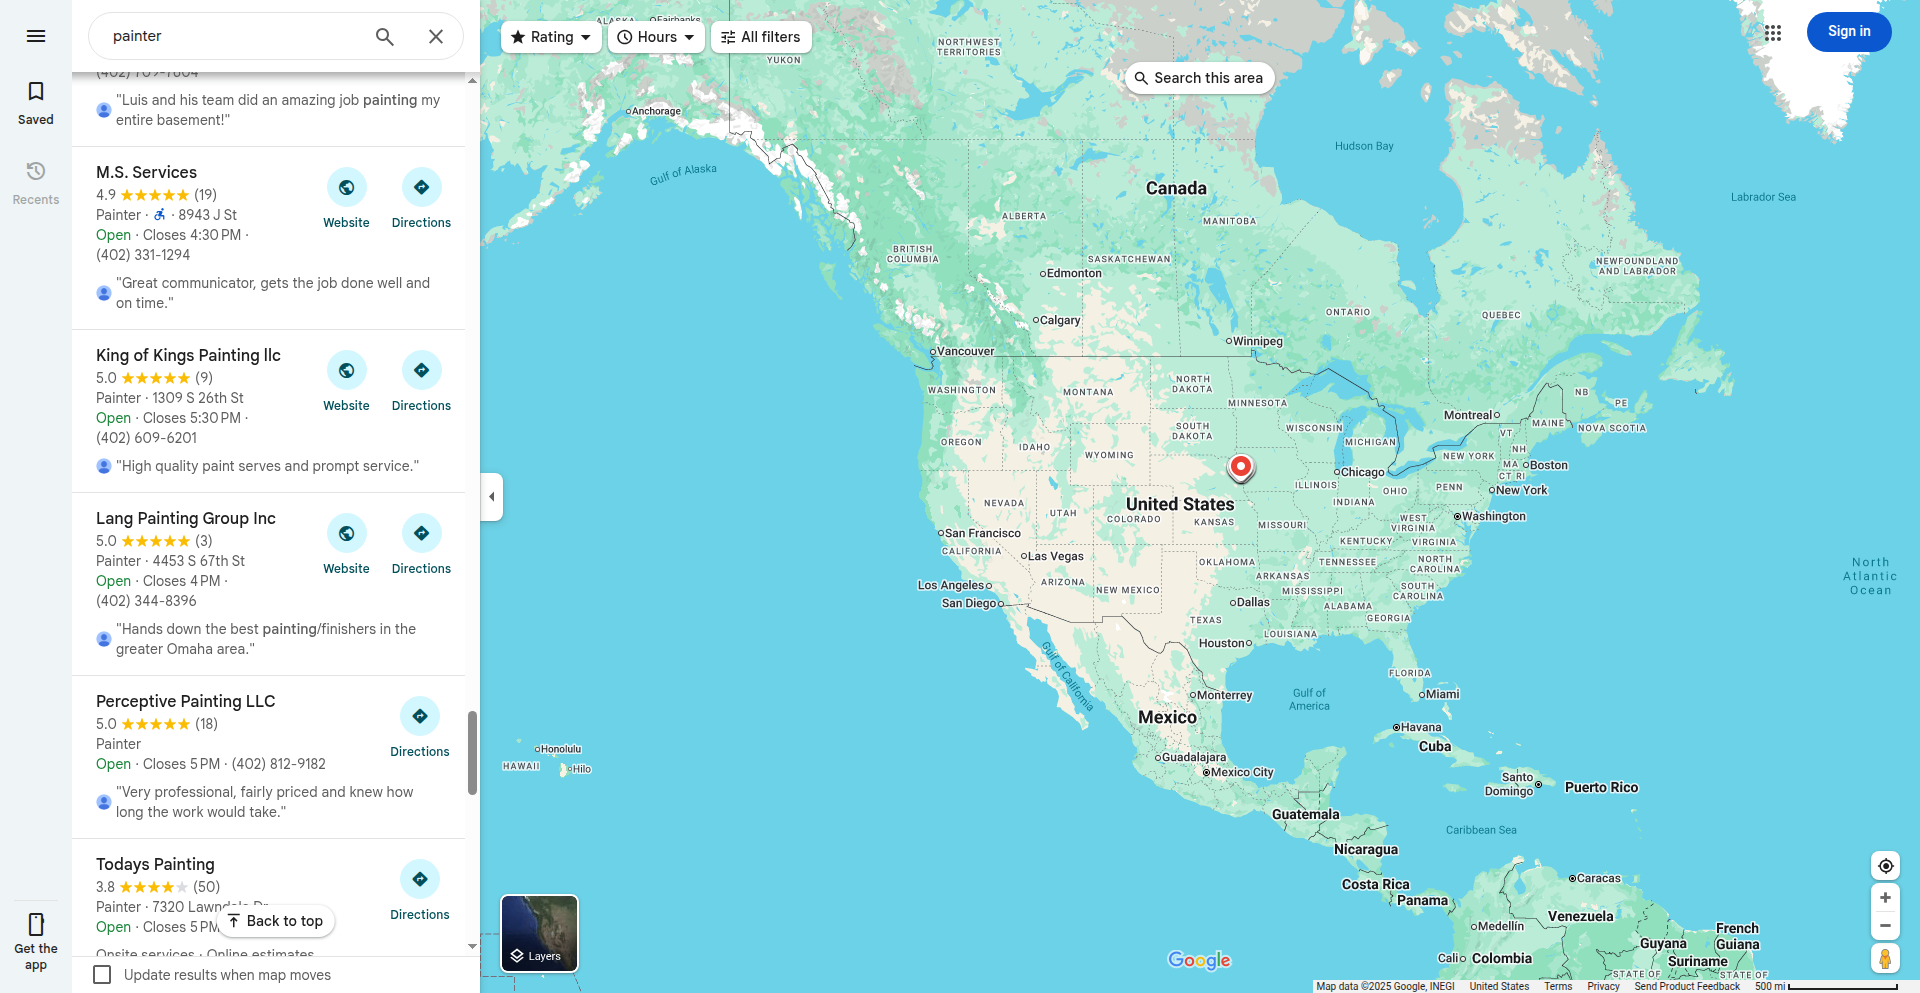 painter
Saved
Recents
Get the
app
"Luis and his team did an amazing job painting my
entire basement!"
M.S. Services
4.9 (19)
Painter · · 8943 J St
Open · Closes 4:30 PM ·
(402) 331-1294
Website
Directions
"Great communicator, gets the job done well and
on time."
King of Kings Painting llc
5.0 (9)
Painter · 1309 S 26th St
Open · Closes 5:30 PM ·
(402) 609-6201
Website
Directions
"High quality paint serves and prompt service."
Lang Painting Group Inc
5.0 (3)
Painter · 4453 S 67th St
Open · Closes 4 PM ·
(402) 344-8396
Website
Directions
"Hands down the best painting/finishers in the
greater Omaha area."
Perceptive Painting LLC
5.0 (18)
Painter
Open · Closes 5 PM · (402) 812-9182
Directions
"Very professional, fairly priced and knew how
long the work would take."
Todays Painting
3.8 (50)
Painter · 7320
Open · Closes 5 PM
Directions
Onsite services · Online estimates
Back to top
Update results when map moves
Rating
Hours
All filters
Search this area
Sign in
ALASKA
Fairbanks
YUKON
NORTHWEST
TERRITORIES
Anchorage
Gulf of Alaska
Hudson Bay
Labrador Sea
Canada
ALBERTA
MANITOBA
BRITISH
COLUMBIA
SASKATCHEWAN
NEWFOUNDLAND
AND LABRADOR
Edmonton
Calgary
ONTARIO
QUEBEC
Winnipeg
Vancouver
WASHINGTON
MONTANA
NORTH
DAKOTA
MINNESOTA
NB
PE
Montreal
MAINE
NOVA SCOTIA
OREGON
IDAHO
WYOMING
SOUTH
DAKOTA
WISCONSIN
MICHIGAN
VT
NH
NEW YORK
MA
CT RI
Boston
Chicago
ILLINOIS
INDIANA
OHIO
PENN
New York
Washington
NEVADA
UTAH
United States
COLORADO
KANSAS
MISSOURI
WEST
VIRGINIA
KENTUCKY
VIRGINIA
San Francisco
CALIFORNIA
Las Vegas
OKLAHOMA
TENNESSEE
NORTH
CAROLINA
Los Angeles
ARIZONA
NEW MEXICO
ARKANSAS
MISSISSIPPI
SOUTH
CAROLINA
San Diego
Dallas
ALABAMA
TEXAS
GEORGIA
Houston
LOUISIANA
North
Atlantic
Ocean
Gulf of California
FLORIDA
Miami
Monterrey
Gulf of
America
Mexico
Havana
Cuba
Honolulu
HAWAII
Hilo
Guadalajara
Mexico City
Santo
Domingo
Puerto Rico
Guatemala
Caribbean Sea
Nicaragua
Costa Rica
Panama
Caracas
Medellín
Venezuela
French
Guiana
Guyana
Cali
Colombia
Suriname
STATE OF
STATE OF
Layers
Google
Map data ©2025 Google, INEGI
United States
Terms
Privacy
Send Product Feedback
500 mi